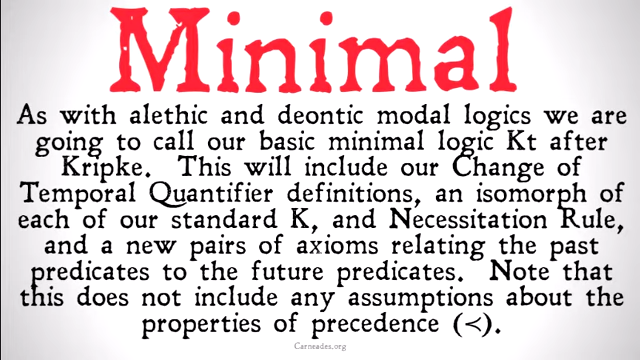 Minimal
As with alethic and deontic modal logics we are
going to call our basic minimal logic Kt after
Kripke. This will include our Change of
Temporal Quantifier definitions, an isomorph of
each of our standard K, and Necessitation Rule,
and a new pairs of axioms relating the past
predicates to the future predicates. Note that
this does not include any assumptions about the
properties of precedence (≺).
Carneades.org